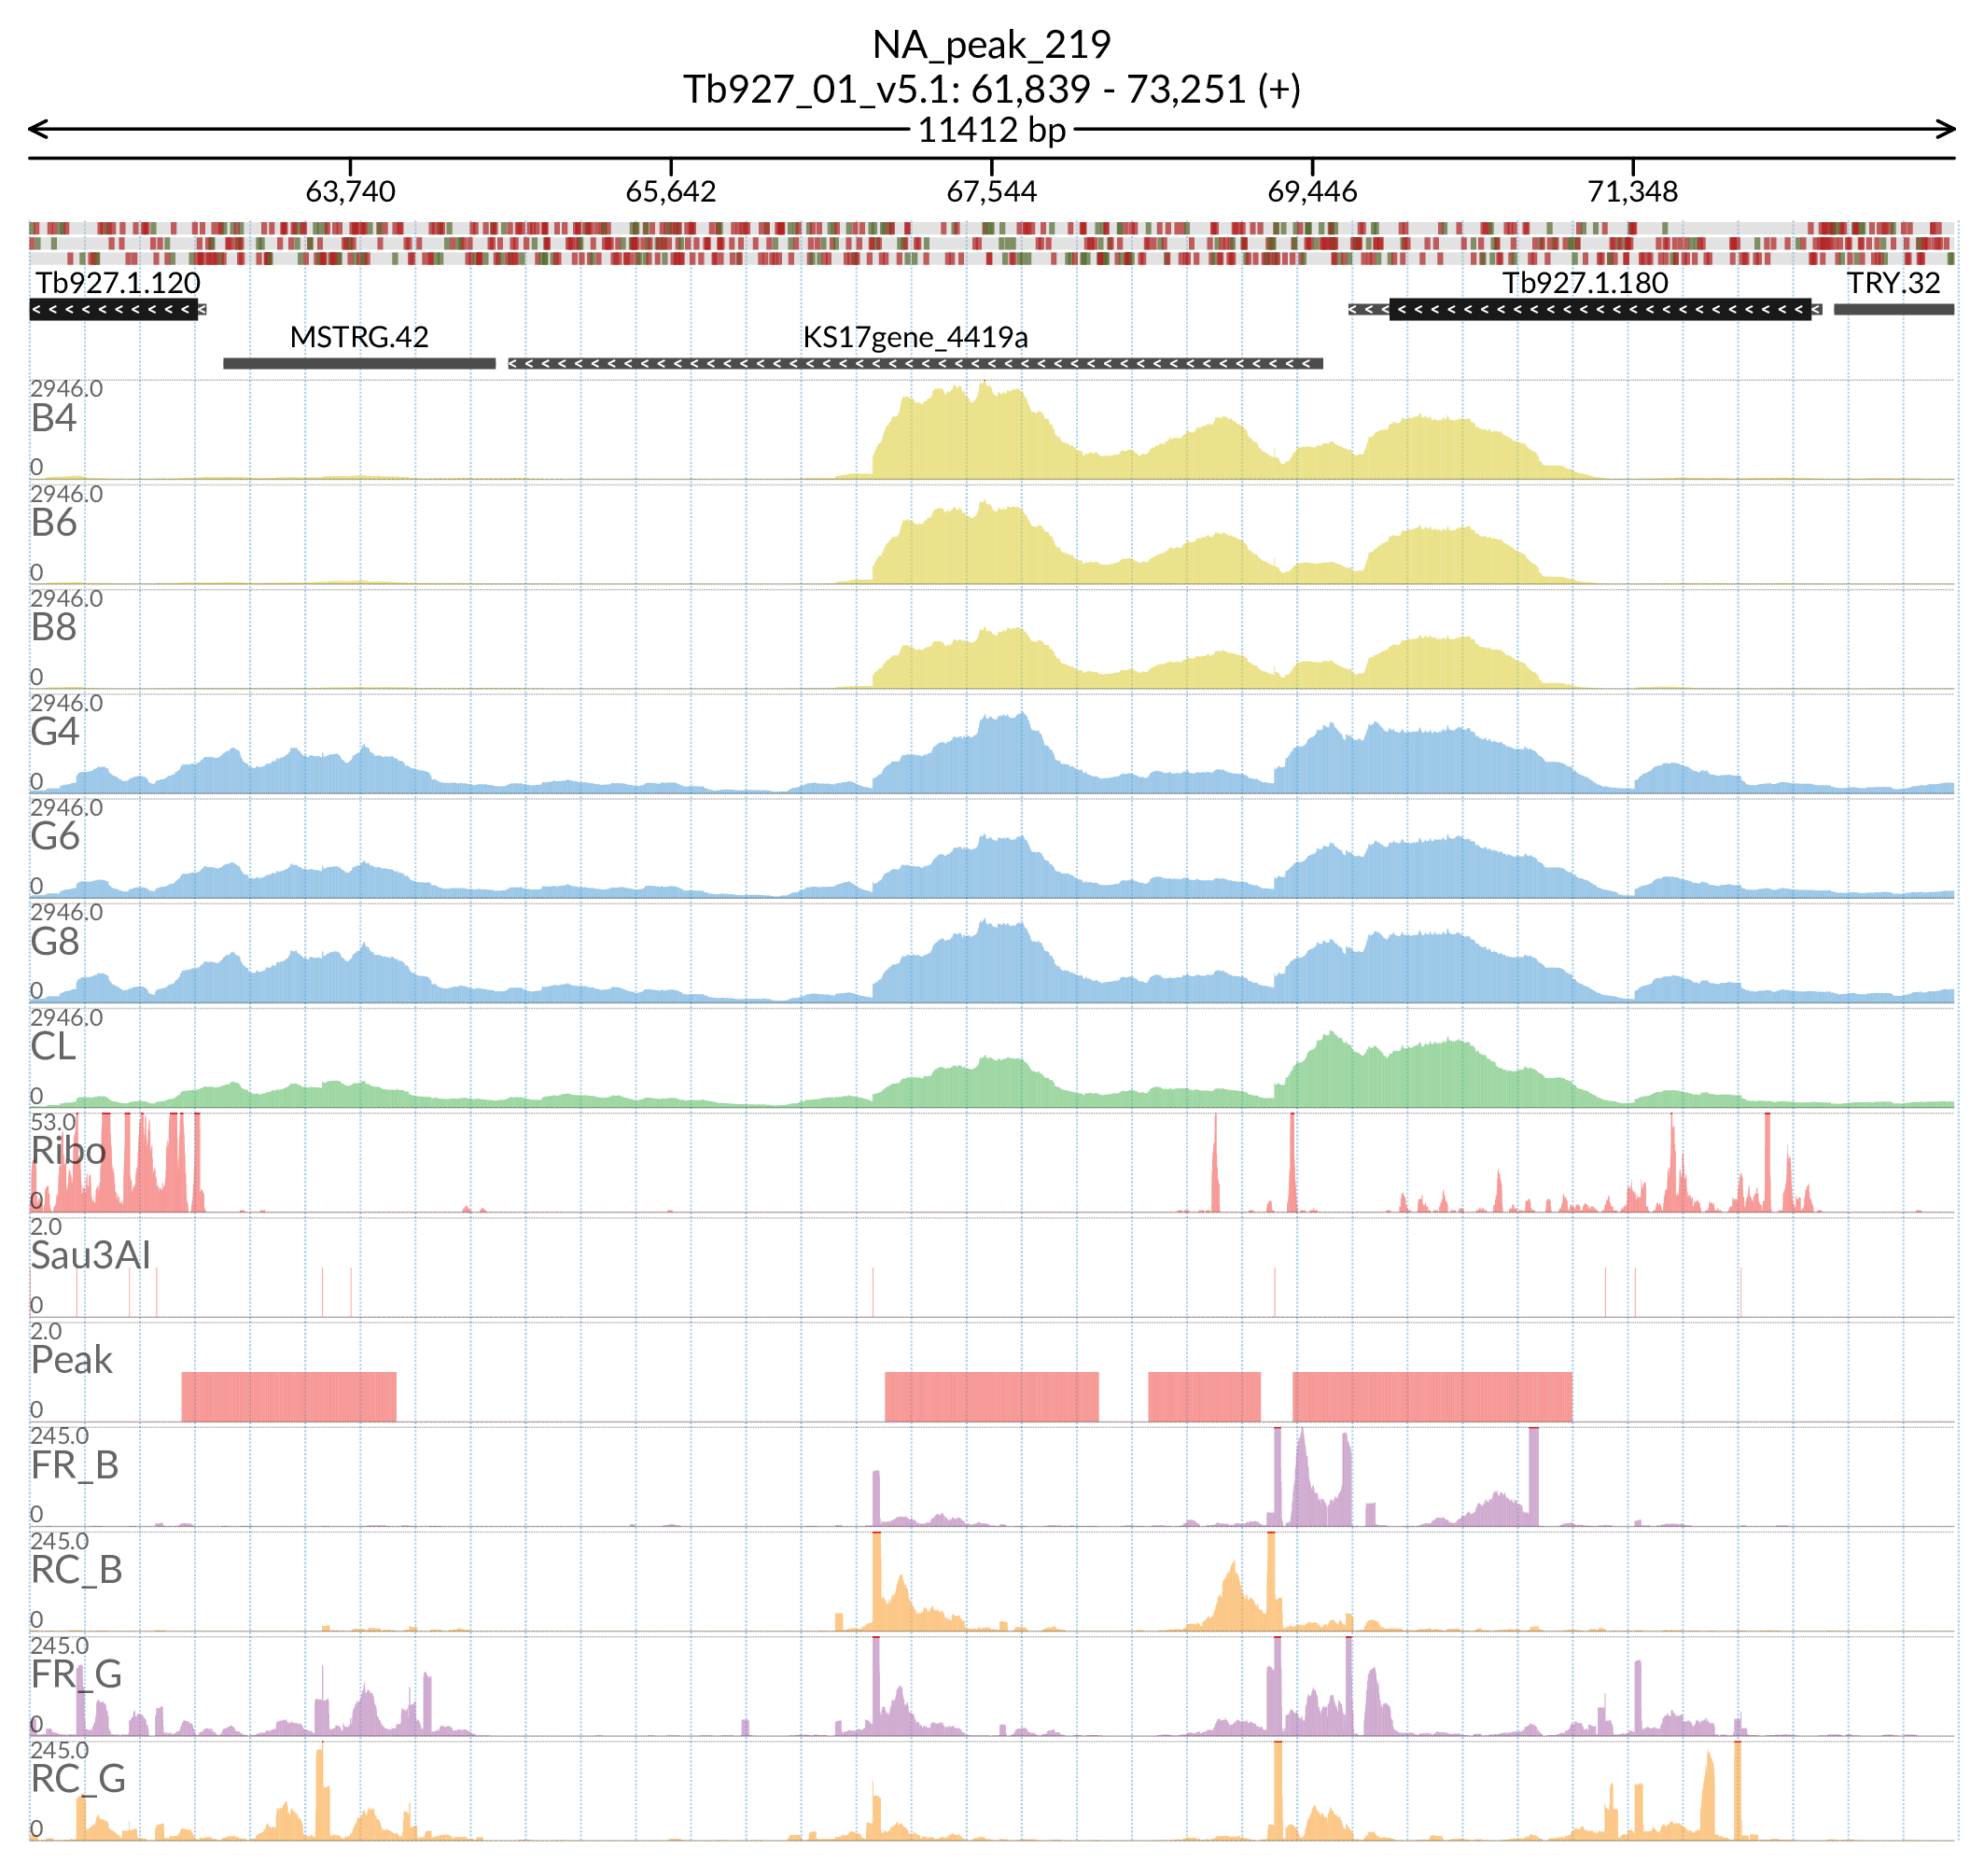 NA_peak_219
Tb927_01_v5.1: 61,839 - 73,251 (+)
11412 bp
63,740 65,642 67,544 69,446 71,348
Tb927.1.120 Tb927.1.180 TRY.32
MSTRG.42 KS17gene_4419a
2946.0
B4
0
2946.0
B6
0
2946.0
B8
0
2946.0
G4
0
2946.0
G6
0
2946.0
G8
0
2946.0
CL
0
53.0
Ribo
0
2.0
Sau3AI
0
2.0
Peak
0
245.0
FR_B
0
245.0
RC_B
0
245.0
FR_G
0
245.0
RC_G
0